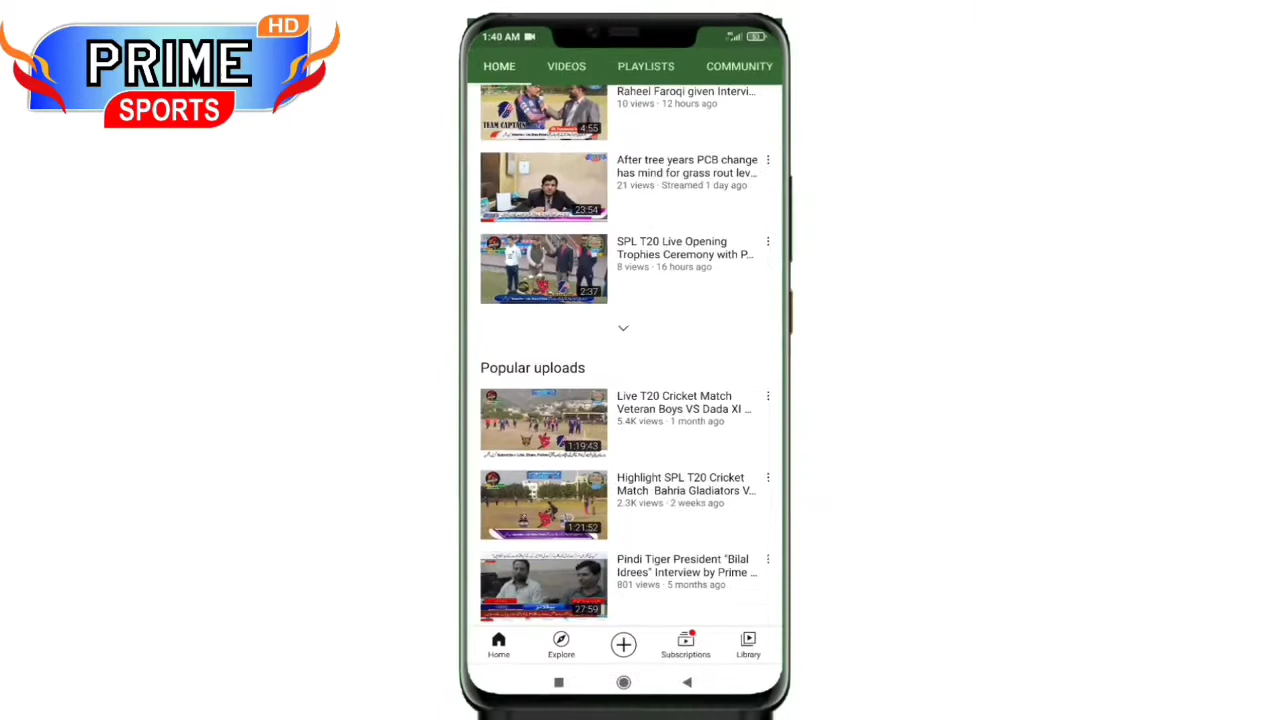 HD
PRIME
SPORTS
1:40 AM
HOME
VIDEOS
PLAYLISTS
COMMUNITY
Raheel Faroqi given Intervi...
10 views · 12 hours ago
TEAM CAPTAIN
4:55
After tree years PCB change
has mind for grass rout lev...
21 views · Streamed 1 day ago
23:54
SPL T20 Live Opening
Trophies Ceremony with P...
8 views · 16 hours ago
2:37
Popular uploads
Live T20 Cricket Match
Veteran Boys VS Dada XI ...
5.4K views · 1 month ago
1:19:43
Highlight SPL T20 Cricket
Match Bahria Gladiators V...
2.3K views · 2 weeks ago
1:21:52
Pindi Tiger President "Bilal
Idrees" Interview by Prime ...
801 views · 5 months ago
27:59
Home
Explore
Subscriptions
Library